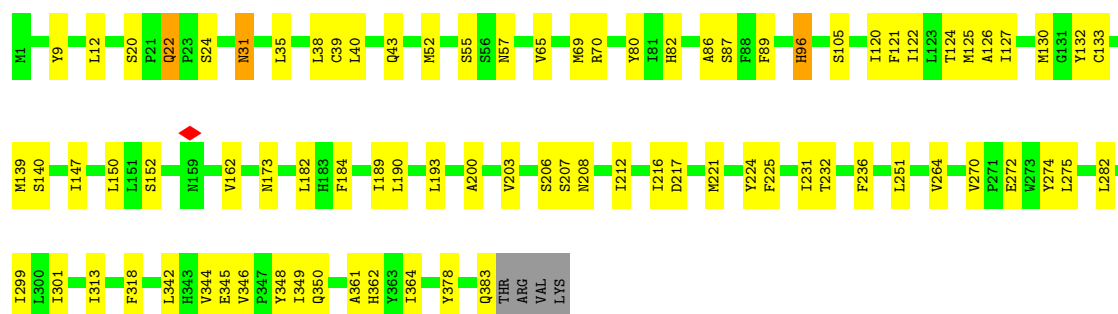 M1 Y9 L12 S20 P21 Q22 P23 S24 N31 L35 L38 C39 L40 Q43 M52 S55 S56 N57 V65 M69 R70 Y80 I81 H82 A86 S87 F88 F89 H96 S105 I120 F121 I122 L123 T124 M125 A126 I127 M130 G131 Y132 C133
M139 S140 I147 L150 L151 S152 N159 V162 N173 L182 H183 F184 I189 L190 L193 A200 V203 S206 S207 N208 I212 I216 D217 M221 Y224 F225 I231 T232 F236 L251 V264 V270 P271 E272 W273 Y274 L275 L282
I299 L300 I301 I313 F318 L342 H343 V344 E345 V346 P347 Y348 I349 Q350 A361 H362 Y363 I364 Y378 Q383 THR ARG VAL LYS